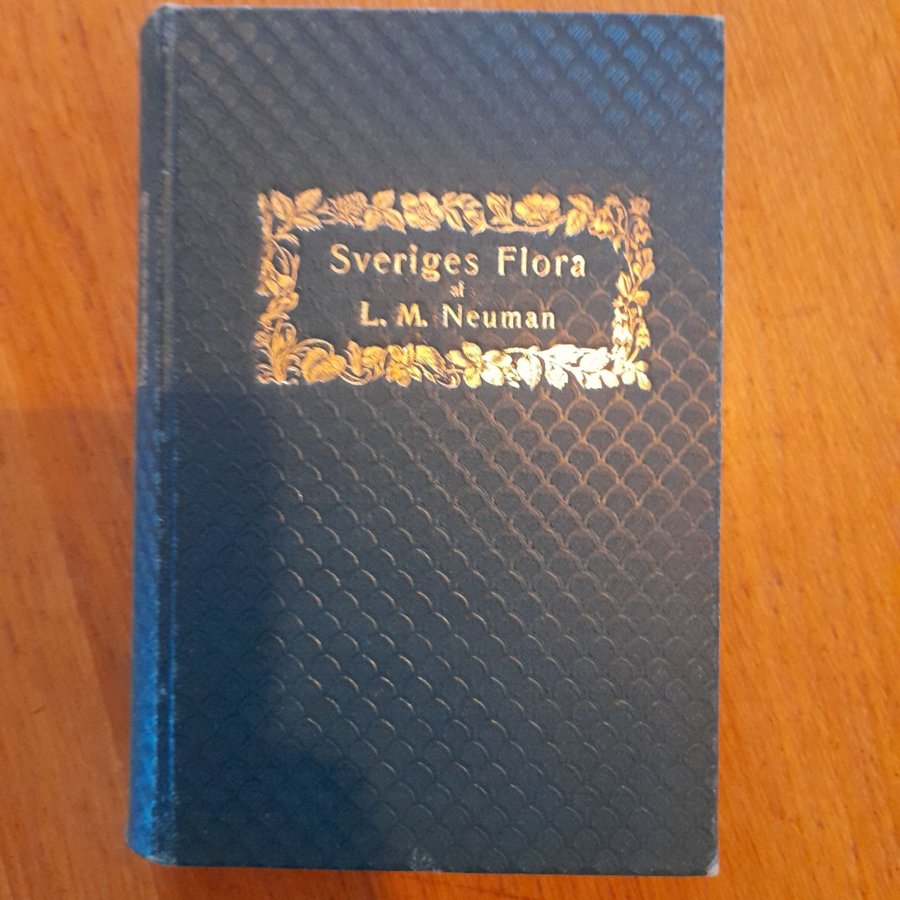 Sveriges Flora
af
L. M. Neuman